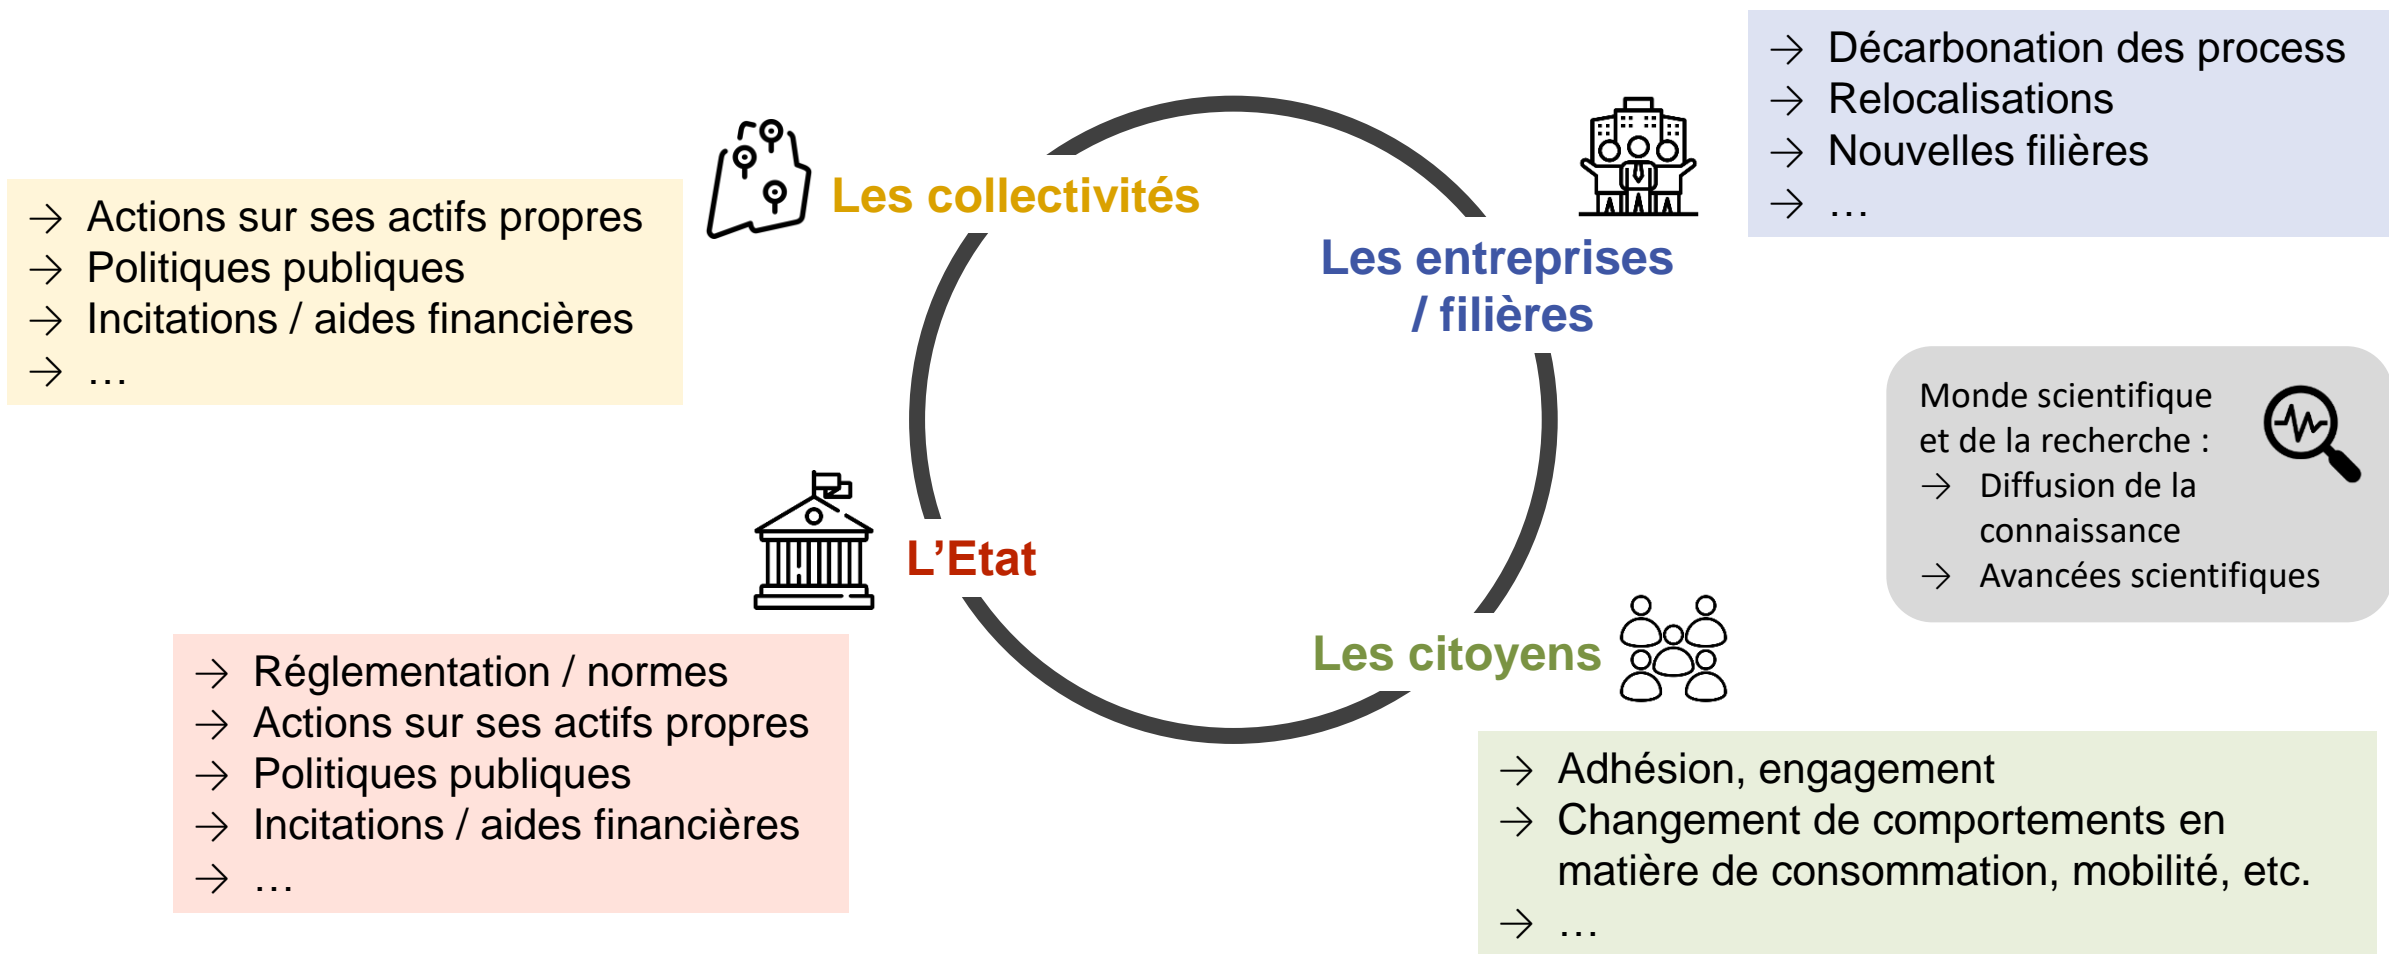 Les collectivités
→ Actions sur ses actifs propres
→ Politiques publiques
→ Incitations / aides financières
→ …
Les entreprises
/ filières
→ Décarbonation des process
→ Relocalisations
→ Nouvelles filières
→ …
Monde scientifique
et de la recherche :
→ Diffusion de la
connaissance
→ Avancées scientifiques
L’Etat
→ Réglementation / normes
→ Actions sur ses actifs propres
→ Politiques publiques
→ Incitations / aides financières
→ …
Les citoyens
→ Adhésion, engagement
→ Changement de comportements en
matière de consommation, mobilité, etc.
→ …